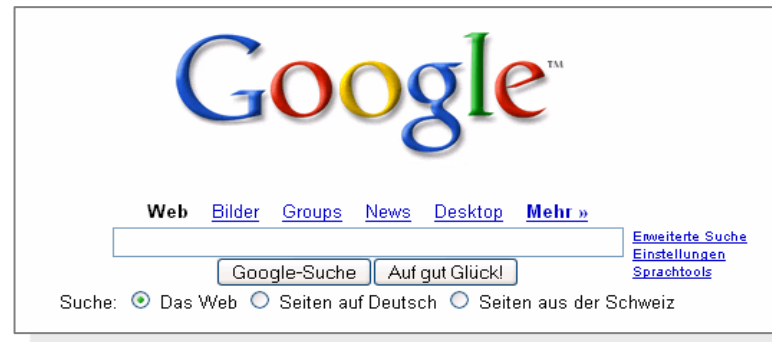 Google™
Web Bilder Groups News Desktop Mehr »
Erweiterte Suche
Einstellungen
Sprachtools
Google-Suche Auf gut Glück!
Suche: Das Web Seiten auf Deutsch Seiten aus der Schweiz